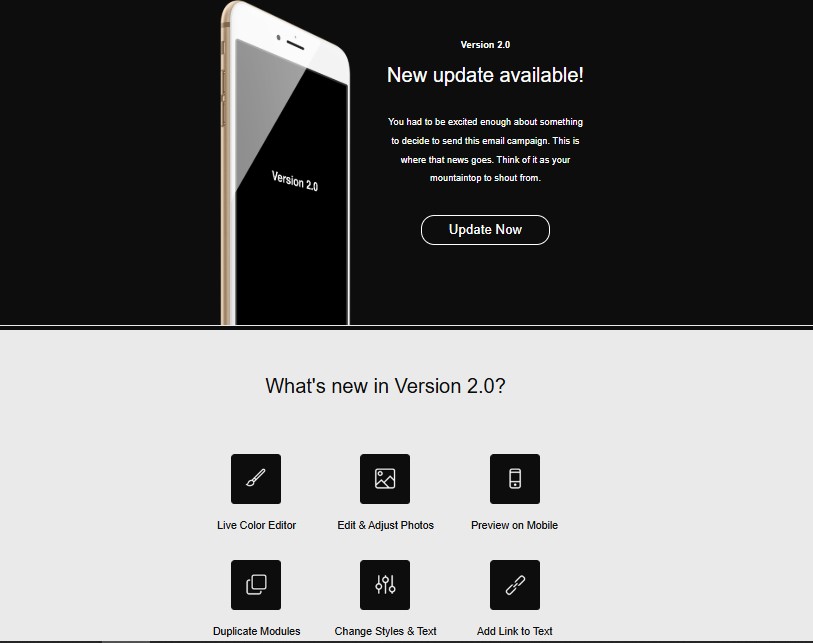 Version 2.0
New update available!
You had to be excited enough about something
to decide to send this email campaign. This is
where that news goes. Think of it as your
mountaintop to shout from.
Version 2.0
Update Now
What's new in Version 2.0?
Live Color Editor
Edit & Adjust Photos
Preview on Mobile
Duplicate Modules
Change Styles & Text
Add Link to Text